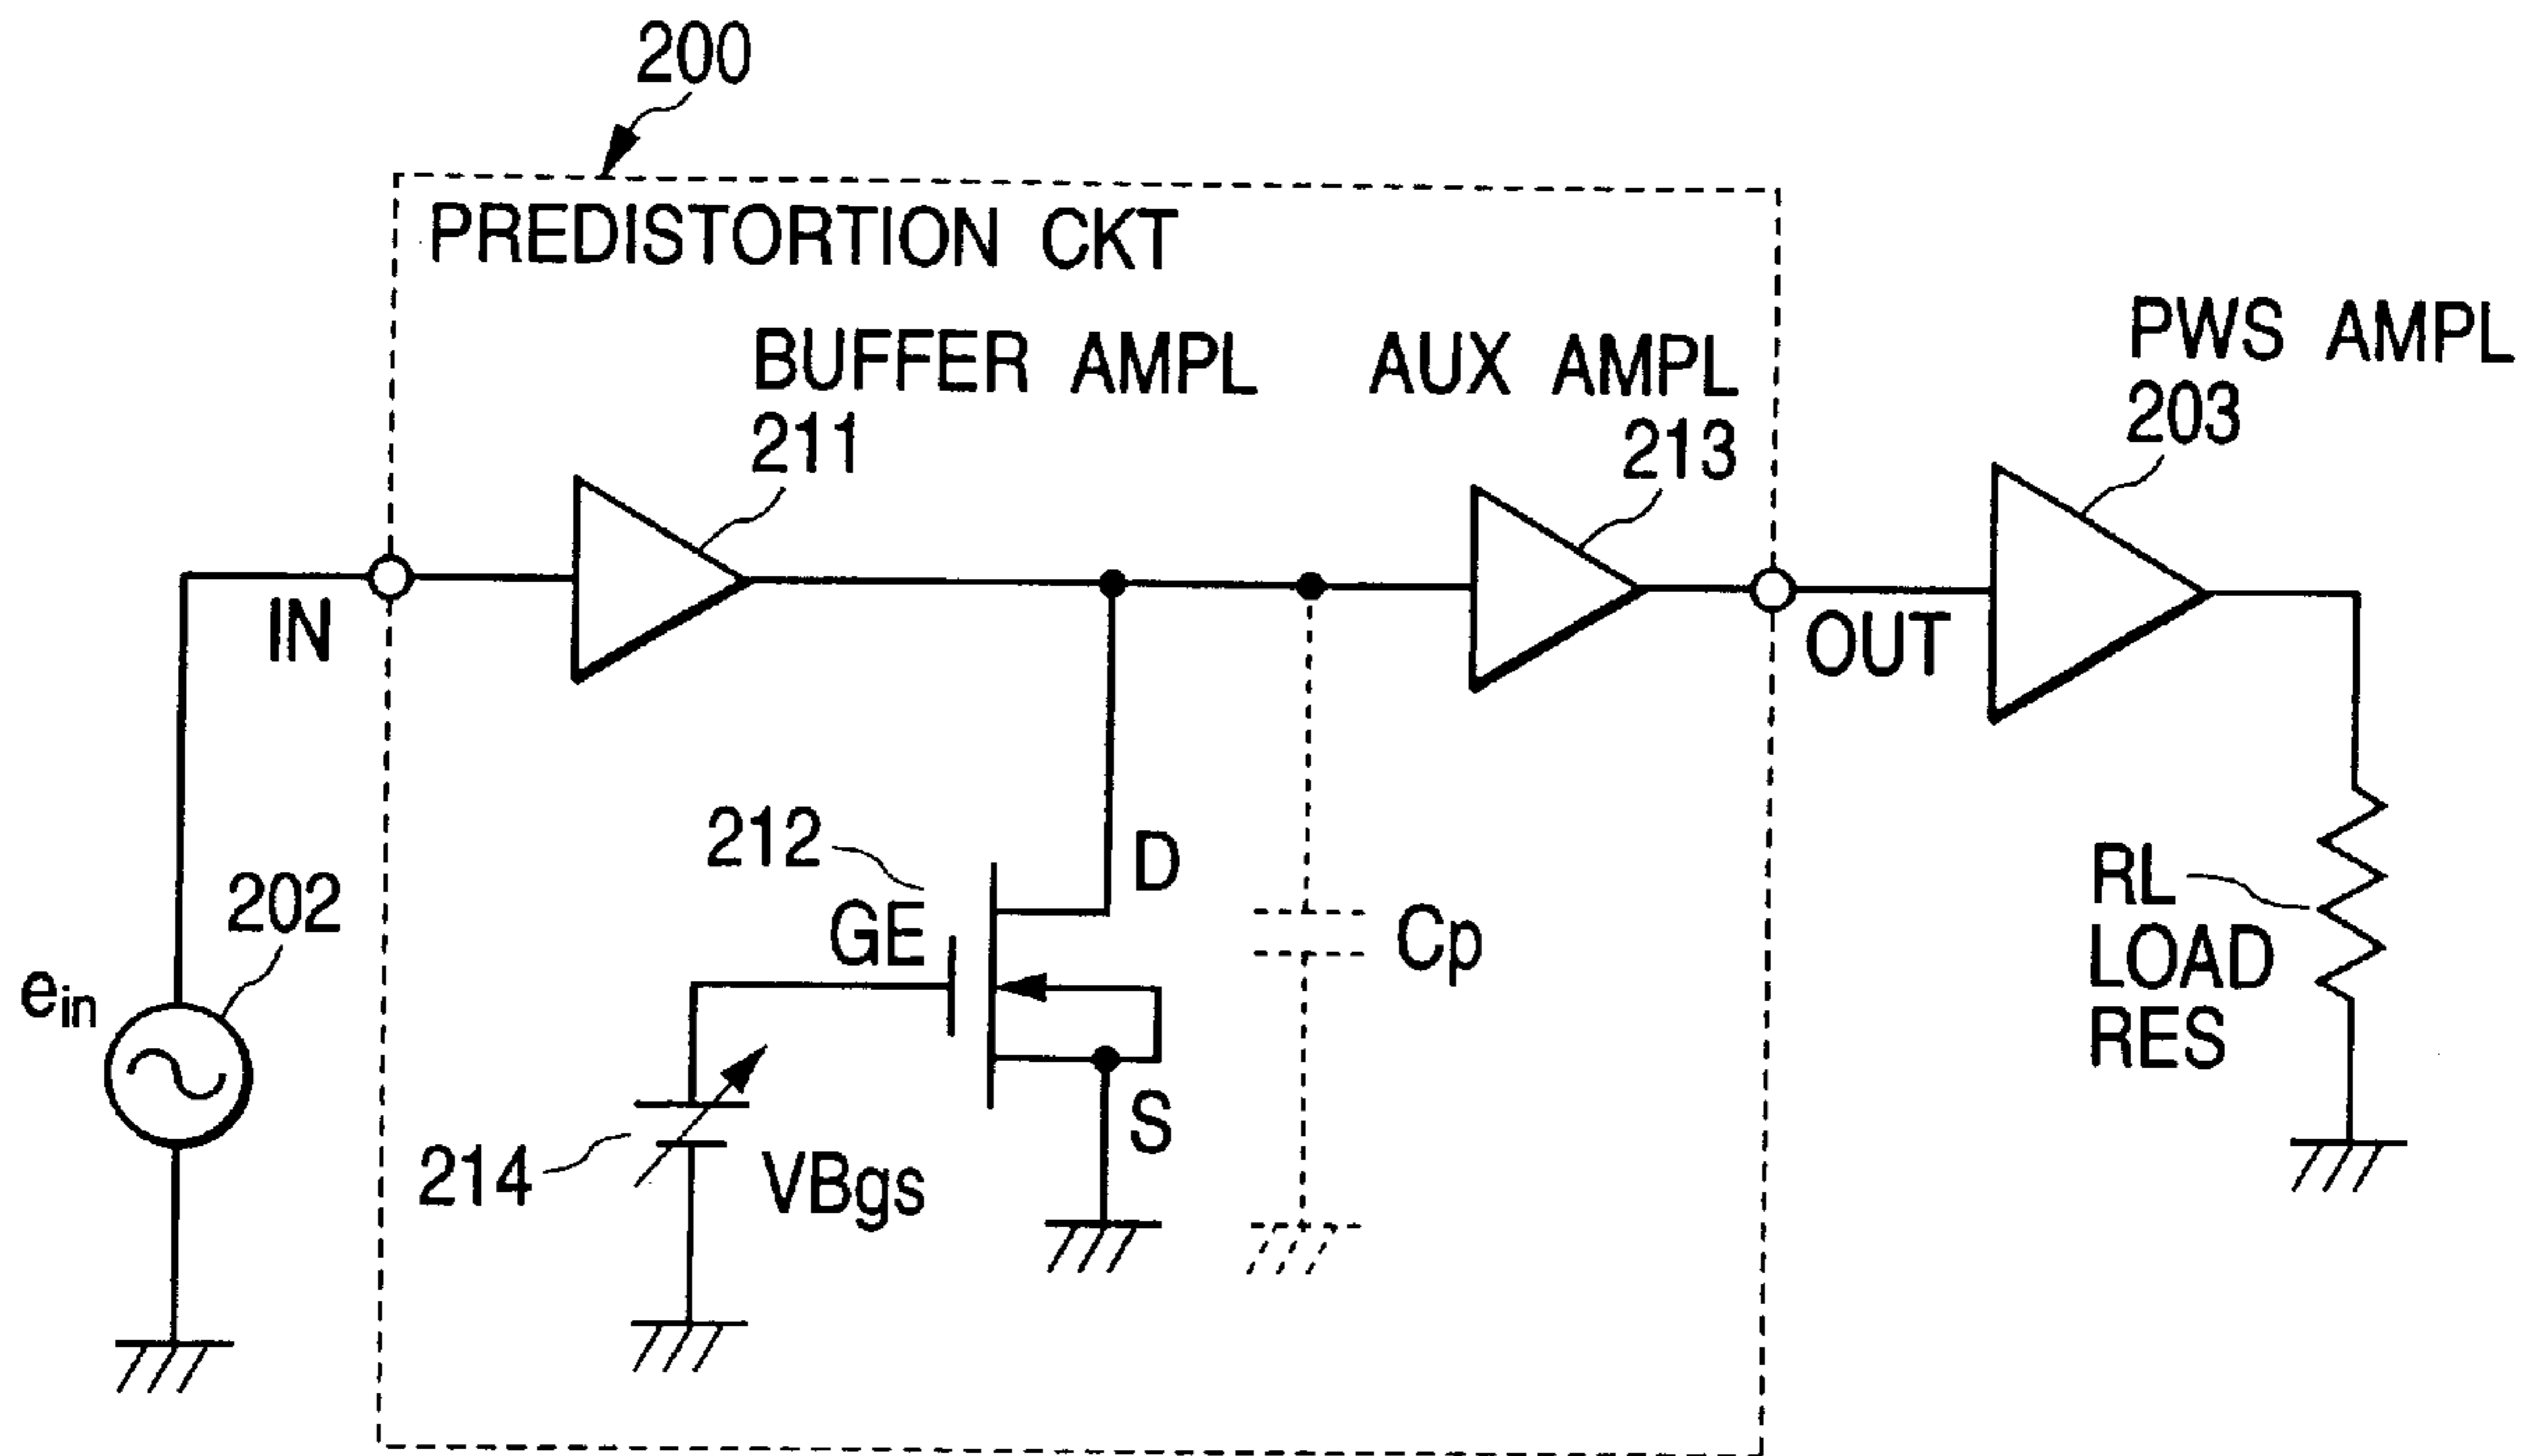 200
PREDISTORTION CKT
BUFFER AMPL
211
AUX AMPL
213
PWS AMPL
203
IN
OUT
212
GE
D
Cp
RL
LOAD
RES
202
ein
S
214
VBgs